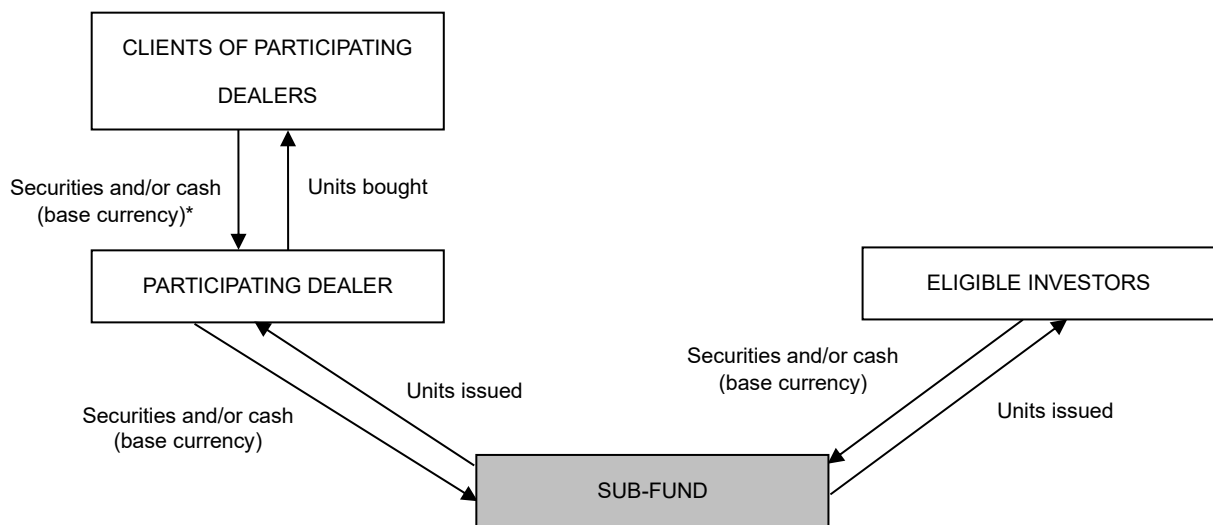 CLIENTS OF PARTICIPATING
DEALERS
Securities and/or cash
(base currency)*
Units bought
PARTICIPATING DEALER
ELIGIBLE INVESTORS
Securities and/or cash
(base currency)
Units issued
Securities and/or cash
(base currency)
Units issued
SUB-FUND